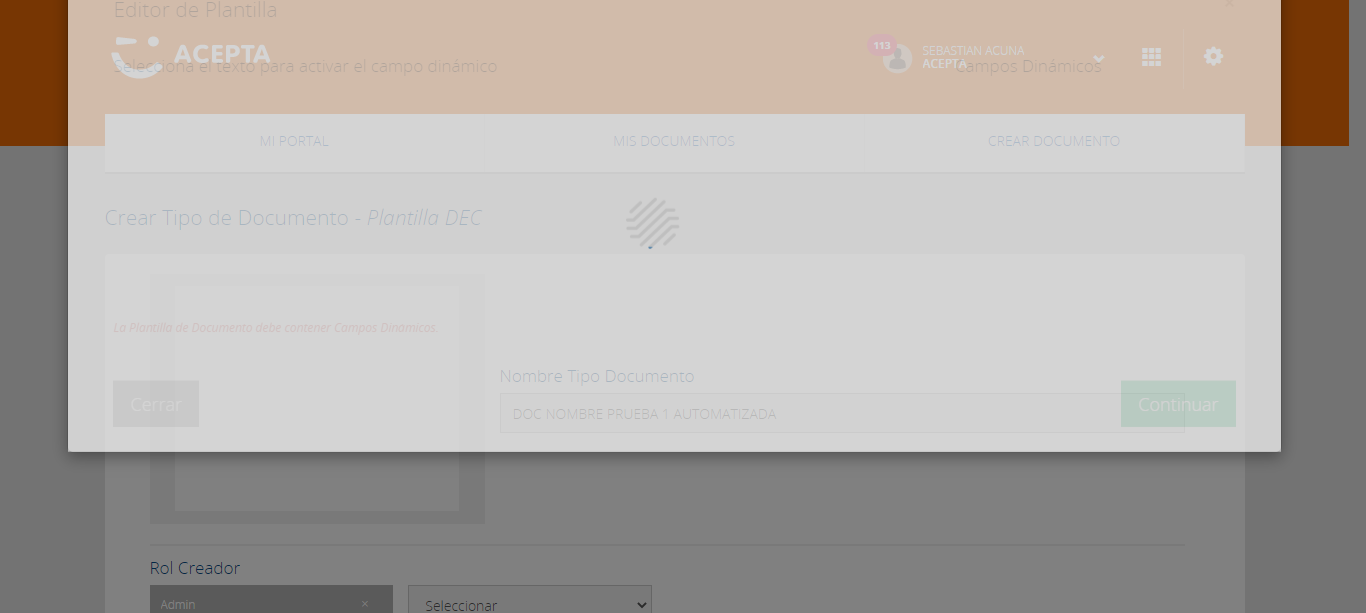 Editor de Plantilla
×
ACEPTA
Selecciona el texto para activar el campo dinámico
113
SEBASTIAN ACUNA
ACEPTA
Campos Dinámicos
MI PORTAL
MIS DOCUMENTOS
CREAR DOCUMENTO
Crear Tipo de Documento - Plantilla DEC
La Plantilla de Documento debe contener Campos Dinámicos.
Nombre Tipo Documento
Cerrar
DOC NOMBRE PRUEBA 1 AUTOMATIZADA
Continuar
Rol Creador
Admin ×
Seleccionar